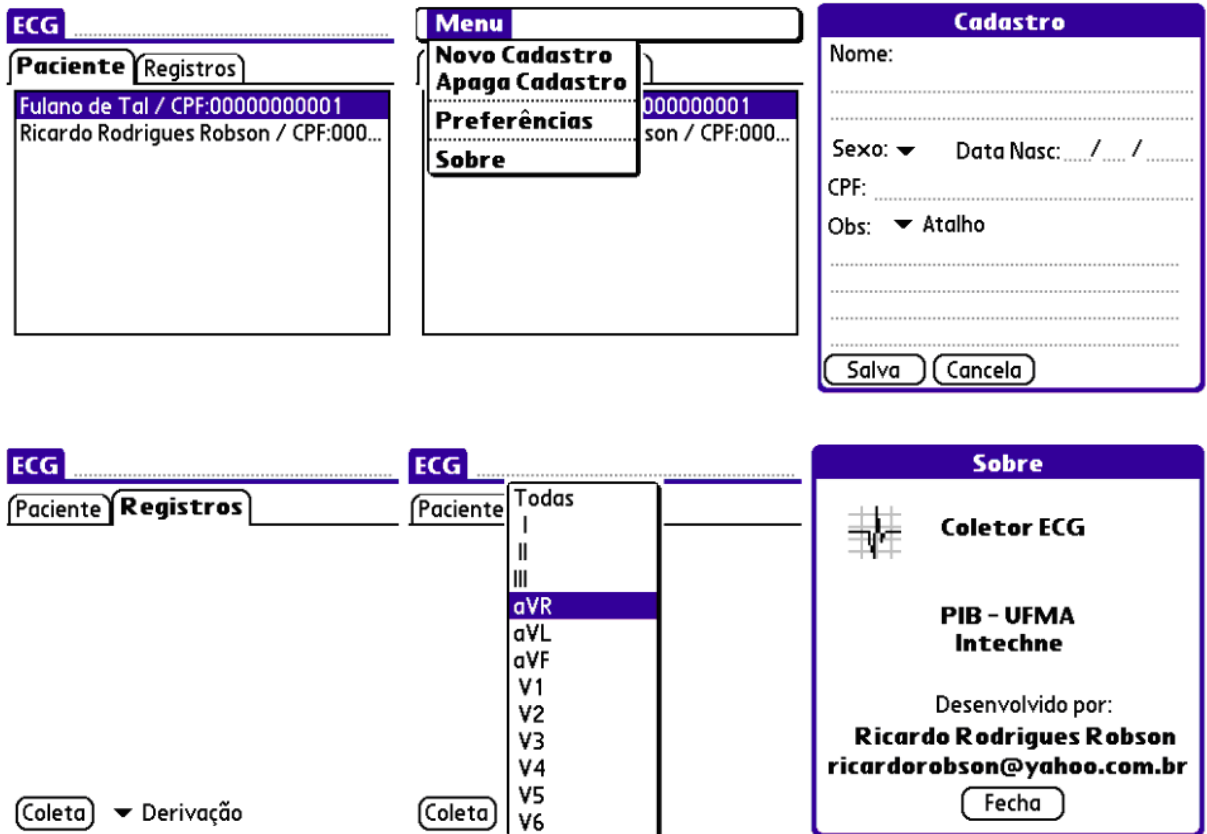 ECG
Paciente Registros
Fulano de Tal / CPF:00000000001
Ricardo Rodrigues Robson / CPF:000...
Menu
Novo Cadastro
Apaga Cadastro
000000001
Preferências
son / CPF:000...
Sobre
Cadastro
Nome:
Sexo: Data Nasc: / /
CPF:
Obs: Atalho
Salva Cancela
ECG
Paciente Registros
Coleta Derivação
ECG
Paciente
Todas
I
II
III
aVR
aVL
aVF
V1
V2
V3
V4
V5
V6
Coleta
Sobre
Coletor ECG
PIB - UFMA
Intechne
Desenvolvido por:
Ricardo Rodrigues Robson
ricardorobson@yahoo.com.br
Fecha